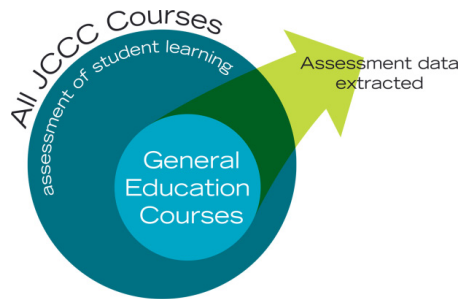 All JCCC Courses
assessment of student learning
Assessment data
extracted
General
Education
Courses